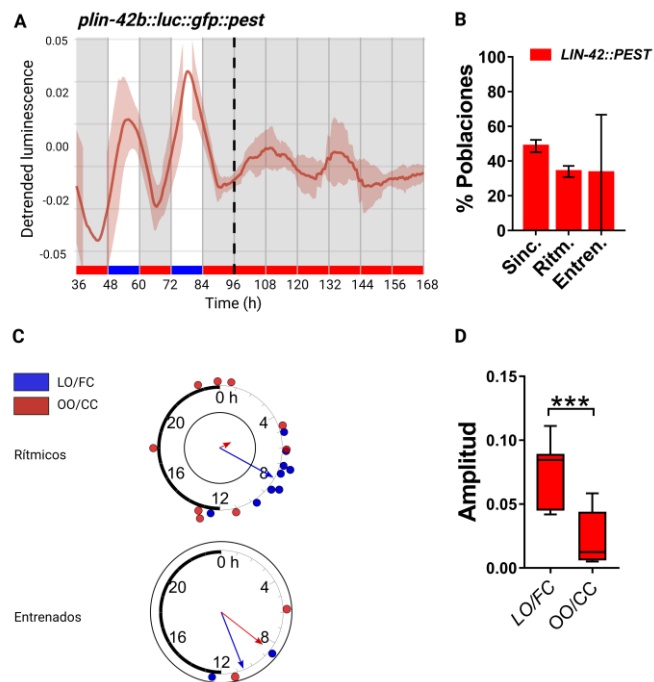 A
plin-42b::luc::gfp::pest
Detrended luminescence
0.05
0.02
0.00
-0.02
-0.05
36 48 60 72 84 96 108 120 132 144 156 168
Time (h)
B
LIN-42::PEST
% Poblaciones
100
80
60
40
20
0
Sinc. Ritm. Entren.
C
LO/FC
OO/CC
Rítmicos
0 h
4
8
12
16
20
Entrenados
0 h
4
8
12
16
20
D
Amplitud
0.15
0.10
0.05
0.00
***
LO/FC OO/CC